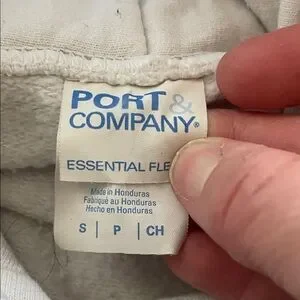 PORT &
COMPANY®
ESSENTIAL FLE
Made in Honduras
Fabriqué au Honduras
Hecho en Honduras
S | P | CH